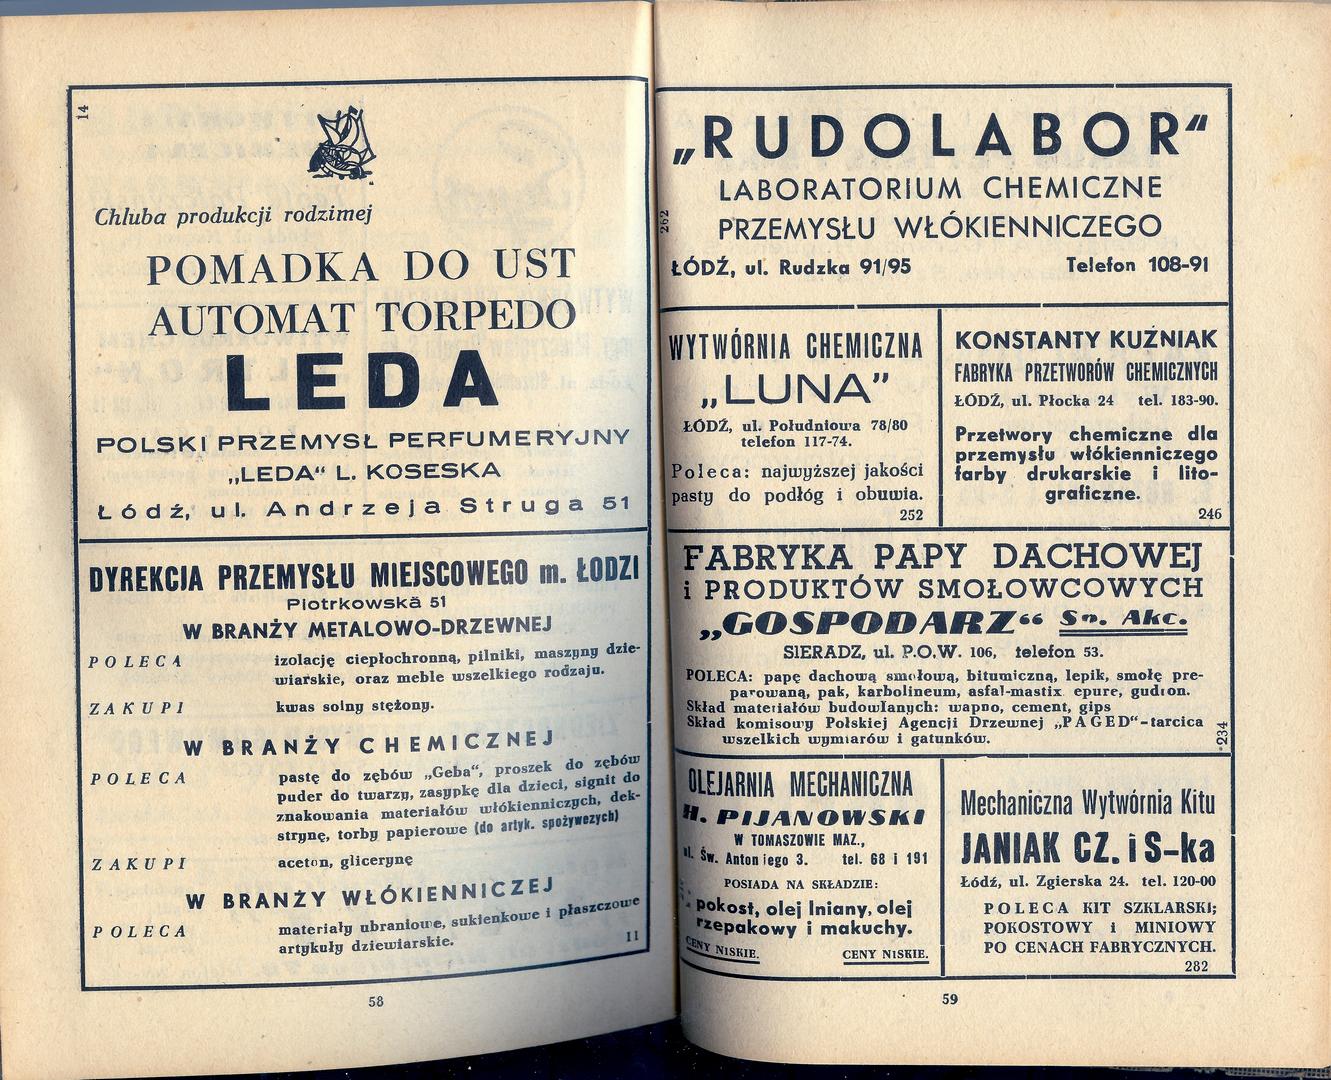 14
Chluba produkcji rodzimej
POMADKA DO UST
AUTOMAT TORPEDO
LEDA
POLSKI PRZEMYSŁ PERFUMERYJNY
„LEDA“ L. KOSESKA
Łódź, ul. Andrzeja Struga 51
DYREKCJA PRZEMYSŁU MIEJSCOWEGO m. ŁODZI
Piotrkowska 51
W BRANŻY METALOWO-DRZEWNEJ
POLECA izolację ciepłochronną, pilniki, maszyny dzie-
wiarskie, oraz meble wszelkiego rodzaju.
ZAKUPI kwas solny stężony.
W BRANŻY CHEMICZNEJ
POLECA pastę do zębów „Geba“, proszek do zębów
puder do twarzy, zasypkę dla dzieci, signit do
znakowania materiałów włókienniczych, dek-
strynę, torby papierowe (do artyk. spożywczych)
ZAKUPI aceton, glicerynę
W BRANŻY WŁÓKIENNICZEJ
POLECA materiały ubraniowe, sukienkowe i płaszczowe
artykuły dziewiarskie.
11
58
„RUDOLABOR“
LABORATORIUM CHEMICZNE
PRZEMYSŁU WŁÓKIENNICZEGO
262
ŁÓDŹ, ul. Rudzka 91/95 Telefon 108-91
WYTWÓRNIA CHEMICZNA
„LUNA”
ŁÓDŹ, ul. Południowa 78/80
telefon 117-74.
Poleca: najwyższej jakości
pasty do podłóg i obuwia.
252
KONSTANTY KUŹNIAK
FABRYKA PRZETWORÓW CHEMICZNYCH
ŁÓDŹ, ul. Płocka 24 tel. 183-90.
Przetwory chemiczne dla
przemysłu włókienniczego
farby drukarskie i lito-
graficzne.
246
FABRYKA PAPY DACHOWEJ
i PRODUKTÓW SMOŁOWCOWYCH
„GOSPODARZ“ Sp. Akc.
SIERADZ, ul. P.O.W. 106, telefon 53.
POLECA: papę dachową smołową, bitumiczną, lepik, smołę pre-
parowaną, pak, karbolineum, asfal-mastix epure, gudron.
Skład materiałów budowlanych: wapno, cement, gips
Skład komisowy Polskiej Agencji Drzewnej „PAGED“-tarcica
wszelkich wymiarów i gatunków.
234
OLEJARNIA MECHANICZNA
H. PIJANOWSKI
W TOMASZOWIE MAZ.,
ul. Św. Antoniego 3. tel. 68 i 191
POSIADA NA SKŁADZIE:
pokost, olej lniany, olej
rzepakowy i makuchy.
CENY NISKIE. CENY NISKIE.
Mechaniczna Wytwórnia Kitu
JANIAK CZ. i S-ka
Łódź, ul. Zgierska 24. tel. 120-00
POLECA KIT SZKLARSKI;
POKOSTOWY i MINIOWY
PO CENACH FABRYCZNYCH.
282
59